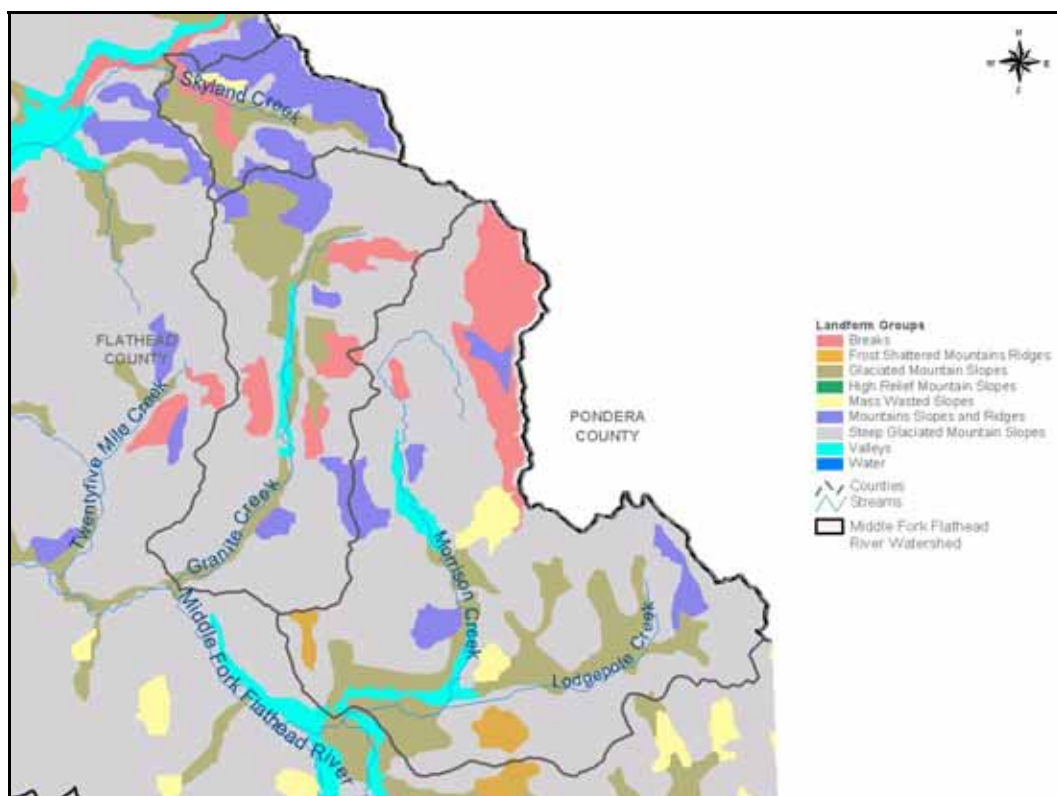 N
W E
S
Skyland Creek
FLATHEAD
COUNTY
Twentyfive Mile Creek
Granite Creek
Middle Fork Flathead River
Morrison Creek
Lodgepole Creek
PONDERA
COUNTY
Landform Groups
Breaks
Frost Shattered Mountains Ridges
Glaciated Mountain Slopes
High Relief Mountain Slopes
Mass Wasted Slopes
Mountains Slopes and Ridges
Steep Glaciated Mountain Slopes
Valleys
Water
Counties
Streams
Middle Fork Flathead
River Watershed